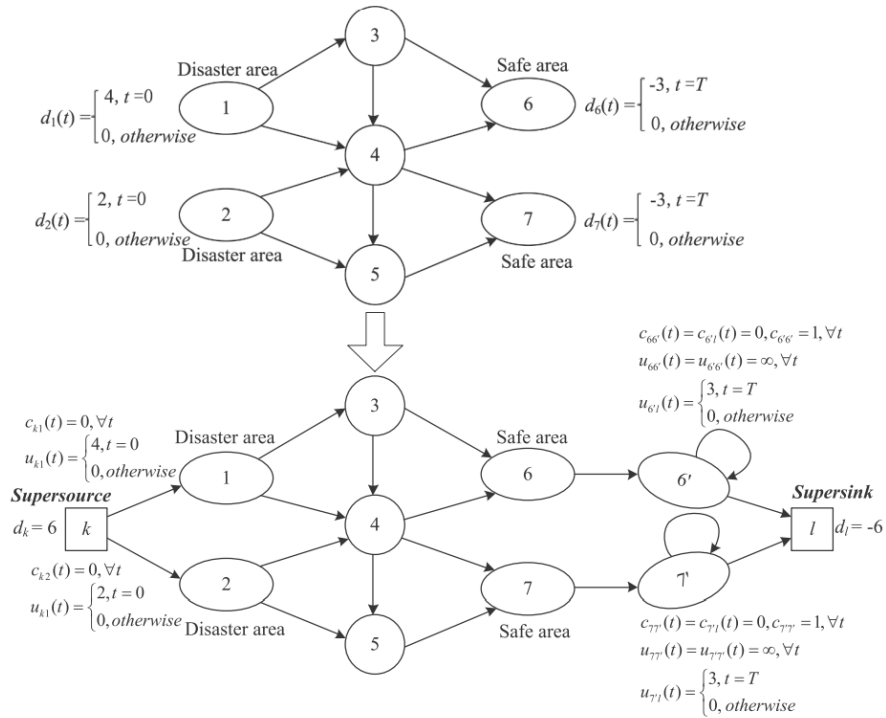 3
Disaster area
Safe area
d₁(t)= { 4, t=0
0, otherwise
1
6
d₆(t)= { -3, t=T
0, otherwise
4
d₂(t)= { 2, t=0
0, otherwise
2
7
d₇(t)= { -3, t=T
0, otherwise
Disaster area
Safe area
5
c₆₆'(t) = c₆'ₗ(t) = 0, c₆'₆' = 1, ∀t
u₆₆'(t) = u₆'₆'(t) = ∞, ∀t
u₆'ₗ(t) = { 3, t = T
0, otherwise
3
cₖ₁(t) = 0, ∀t
uₖ₁(t) = { 4, t = 0
0, otherwise
Disaster area
Safe area
1
6
6'
Supersource
Supersink
dₖ = 6
k
4
l
dₗ = -6
cₖ₂(t) = 0, ∀t
uₖ₁(t) = { 2, t = 0
0, otherwise
2
7
7'
Disaster area
Safe area
5
c₇₇'(t) = c₇'ₗ(t) = 0, c₇'₇' = 1, ∀t
u₇₇'(t) = u₇'₇'(t) = ∞, ∀t
u₇'ₗ(t) = { 3, t = T
0, otherwise